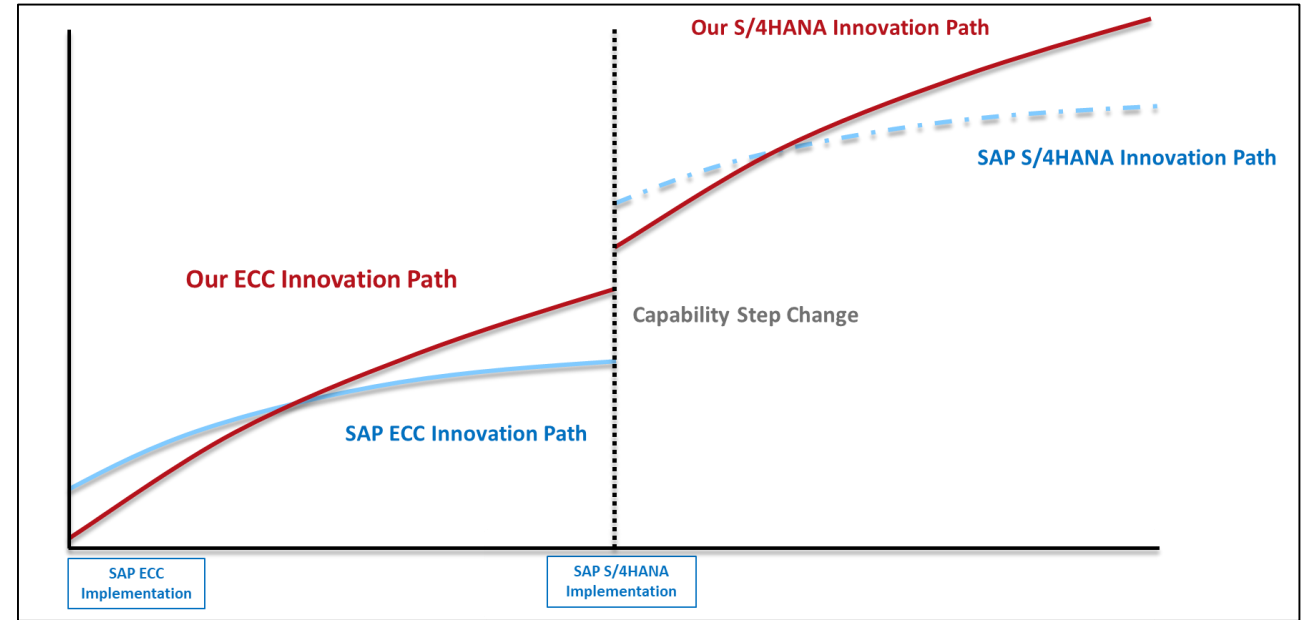 Our S/4HANA Innovation Path
SAP S/4HANA Innovation Path
Our ECC Innovation Path
Capability Step Change
SAP ECC Innovation Path
SAP ECC
Implementation
SAP S/4HANA
Implementation